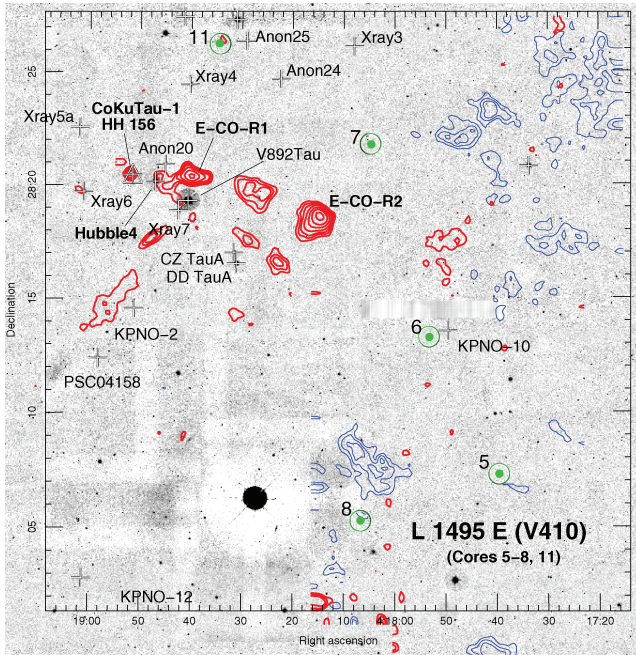 11
Anon25
Xray3
Xray4
Anon24
Xray5a
CoKuTau-1
HH 156
E-CO-R1
7
Anon20
V892Tau
Xray6
E-CO-R2
Hubble4
Xray7
CZ TauA
DD TauA
KPNO-2
6
KPNO-10
PSC04158
5
8
L 1495 E (V410)
(Cores 5-8, 11)
KPNO-12
25
28:20
15
10
05
Declination
19:00
50
40
30
20
10
4:18:00
50
40
30
17:20
Right ascension